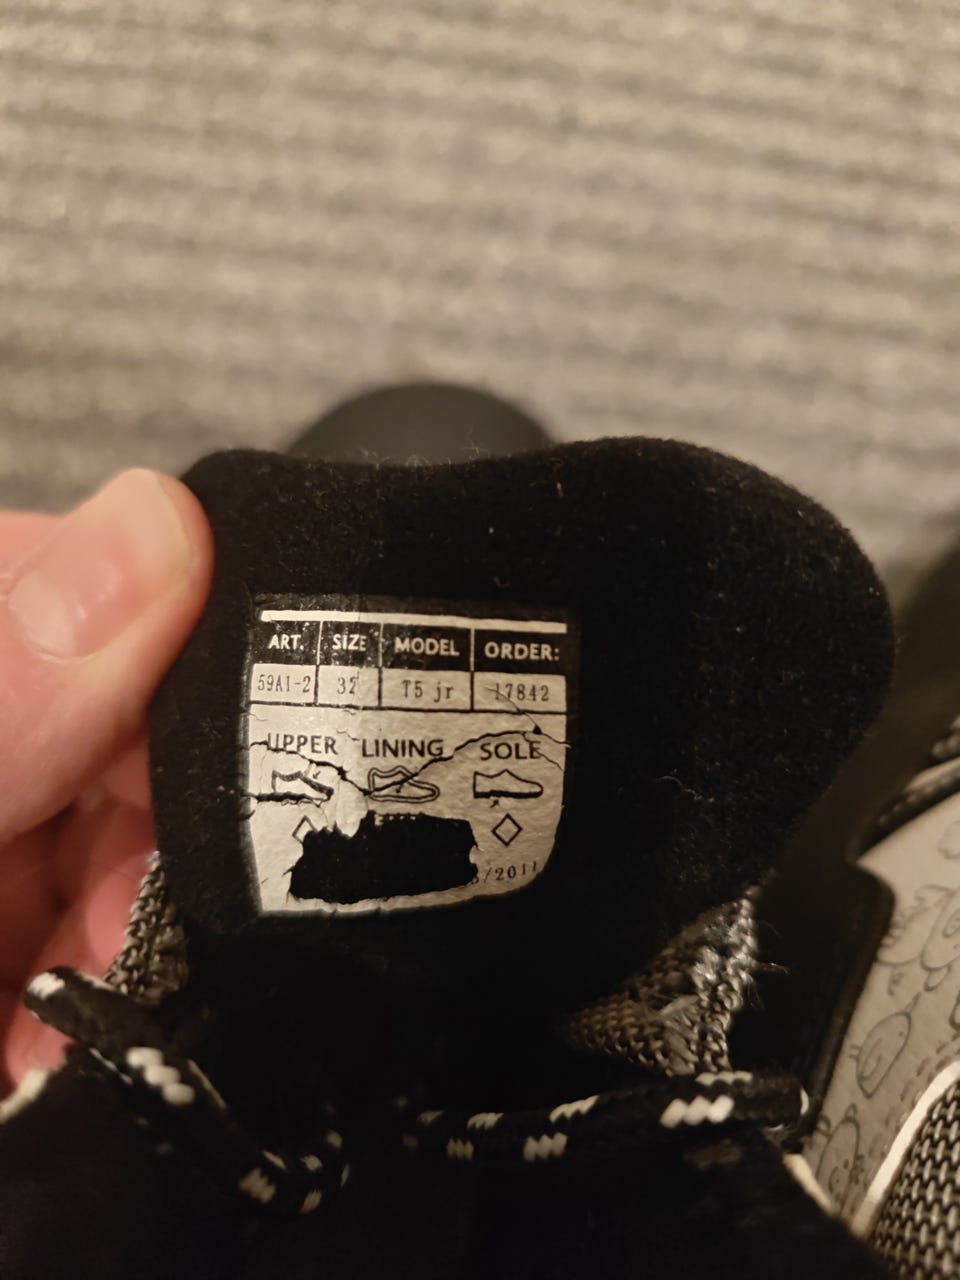 ART. SIZE MODEL ORDER:
59A1-2 32 T5 jr 17842
UPPER LINING SOLE
/2011